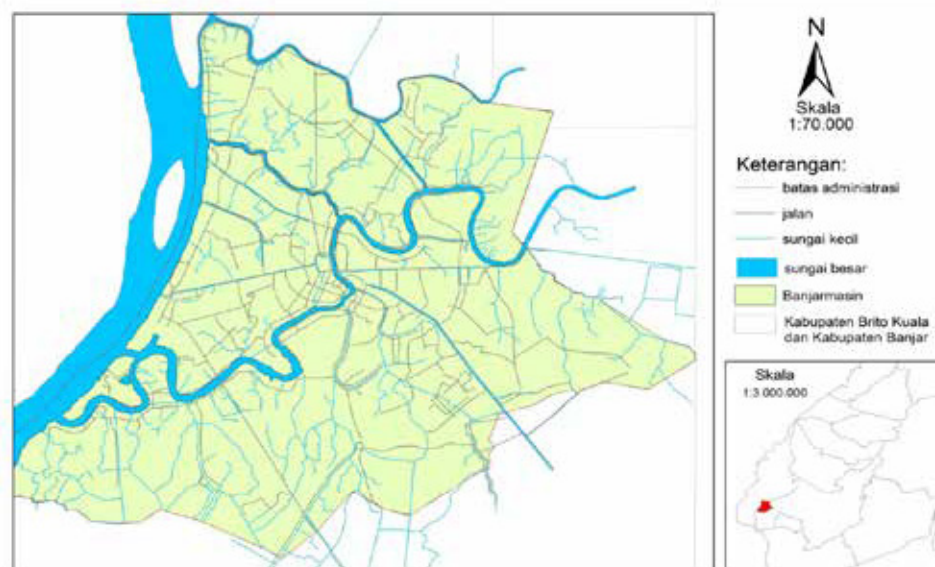 N
Skala
1:70.000
Keterangan:
batas administrasi
jalan
sungai kecil
sungai besar
Banjarmasin
Kabupaten Brito Kuala
dan Kabupaten Banjar
Skala
1:3.000.000